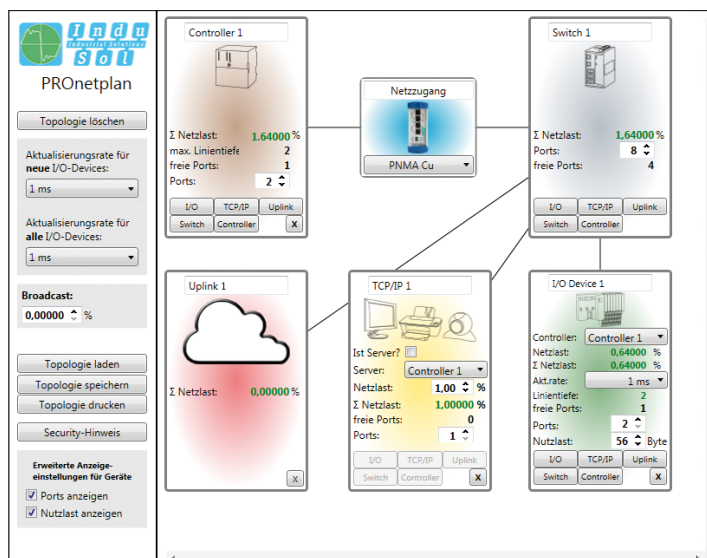 InduSol
Industrial Solutions
PROnetplan
Topologie löschen
Aktualisierungsrate für
neue I/O-Devices:
1 ms
Aktualisierungsrate für
alle I/O-Devices:
1 ms
Broadcast:
0,00000 %
Topologie laden
Topologie speichern
Topologie drucken
Security-Hinweis
Erweiterte Anzeige-
einstellungen für Geräte
Ports anzeigen
Nutzlast anzeigen
Controller 1
Σ Netzlast: 1.64000 %
max. Linientiefe 2
freie Ports: 1
Ports: 2
I/O TCP/IP Uplink
Switch Controller X
Netzzugang
PNMA Cu
Switch 1
Σ Netzlast: 1,64000 %
Ports: 8
freie Ports: 4
I/O TCP/IP Uplink
Switch Controller
Uplink 1
Σ Netzlast: 0,00000 %
X
TCP/IP 1
Ist Server?
Server: Controller 1
Netzlast: 1,00 %
Σ Netzlast: 1,00000 %
freie Ports: 0
Ports: 1
I/O TCP/IP Uplink
Switch Controller X
I/O Device 1
Controller: Controller 1
Netzlast: 0,64000 %
Σ Netzlast: 0,64000 %
Akt.rate: 1 ms
Linientiefe: 2
freie Ports: 1
Ports: 2
Nutzlast: 56 Byte
I/O TCP/IP Uplink
Switch Controller X